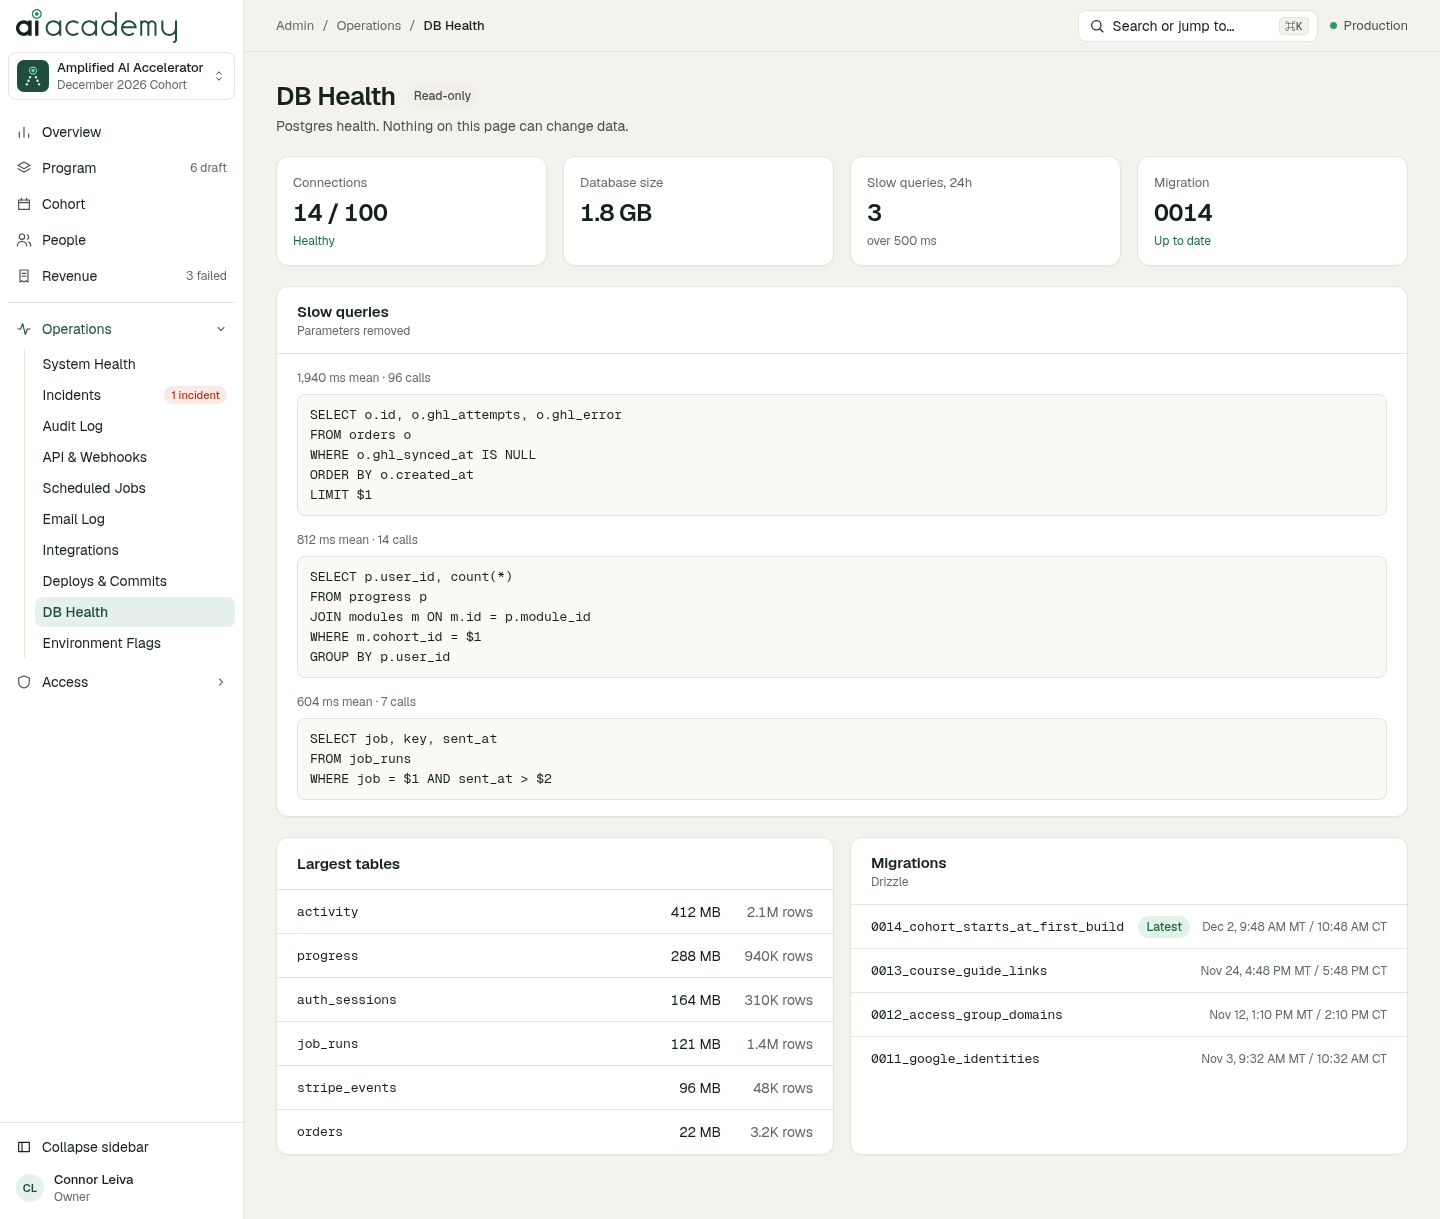 ai academy
Amplified AI Accelerator
December 2026 Cohort
Overview
Program 6 draft
Cohort
People
Revenue 3 failed
Operations
System Health
Incidents 1 incident
Audit Log
API & Webhooks
Scheduled Jobs
Email Log
Integrations
Deploys & Commits
DB Health
Environment Flags
Access
Collapse sidebar
CL
Connor Leiva
Owner
Admin / Operations / DB Health
Search or jump to… ⌘K
Production
DB Health Read-only
Postgres health. Nothing on this page can change data.
Connections
14 / 100
Healthy
Database size
1.8 GB
Slow queries, 24h
3
over 500 ms
Migration
0014
Up to date
Slow queries
Parameters removed
1,940 ms mean · 96 calls
SELECT o.id, o.ghl_attempts, o.ghl_error
FROM orders o
WHERE o.ghl_synced_at IS NULL
ORDER BY o.created_at
LIMIT $1
812 ms mean · 14 calls
SELECT p.user_id, count(*)
FROM progress p
JOIN modules m ON m.id = p.module_id
WHERE m.cohort_id = $1
GROUP BY p.user_id
604 ms mean · 7 calls
SELECT job, key, sent_at
FROM job_runs
WHERE job = $1 AND sent_at > $2
Largest tables
activity 412 MB 2.1M rows
progress 288 MB 940K rows
auth_sessions 164 MB 310K rows
job_runs 121 MB 1.4M rows
stripe_events 96 MB 48K rows
orders 22 MB 3.2K rows
Migrations
Drizzle
0014_cohort_starts_at_first_build Latest Dec 2, 9:48 AM MT / 10:48 AM CT
0013_course_guide_links Nov 24, 4:48 PM MT / 5:48 PM CT
0012_access_group_domains Nov 12, 1:10 PM MT / 2:10 PM CT
0011_google_identities Nov 3, 9:32 AM MT / 10:32 AM CT